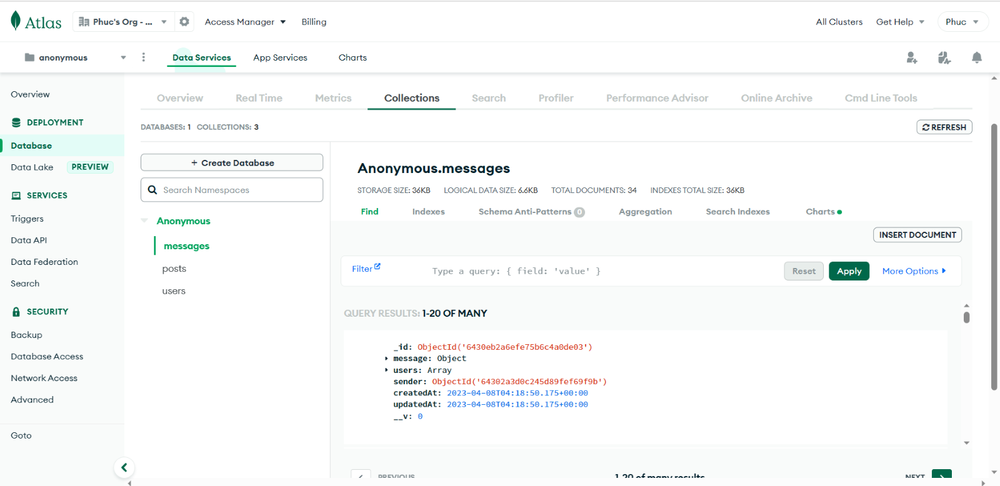 Atlas
Phuc's Org - ...
Access Manager
Billing
All Clusters
Get Help
Phuc
anonymous
Data Services
App Services
Charts
Overview
DEPLOYMENT
Database
Data Lake PREVIEW
SERVICES
Triggers
Data API
Data Federation
Search
SECURITY
Backup
Database Access
Network Access
Advanced
Goto
Overview Real Time Metrics Collections Search Profiler Performance Advisor Online Archive Cmd Line Tools
DATABASES: 1 COLLECTIONS: 3
REFRESH
+ Create Database
Search Namespaces
Anonymous
messages
posts
users
Anonymous.messages
STORAGE SIZE: 36KB LOGICAL DATA SIZE: 6.6KB TOTAL DOCUMENTS: 34 INDEXES TOTAL SIZE: 36KB
Find Indexes Schema Anti-Patterns 0 Aggregation Search Indexes Charts
INSERT DOCUMENT
Filter
Type a query: { field: 'value' }
Reset
Apply
More Options
QUERY RESULTS: 1-20 OF MANY
_id: ObjectId('6430eb2a6efe75b6c4a0de03')
message: Object
users: Array
sender: ObjectId('64302a3d0c245d89fef69f9b')
createdAt: 2023-04-08T04:18:50.175+00:00
updatedAt: 2023-04-08T04:18:50.175+00:00
__v: 0
PREVIOUS
1-20 of many results
NEXT